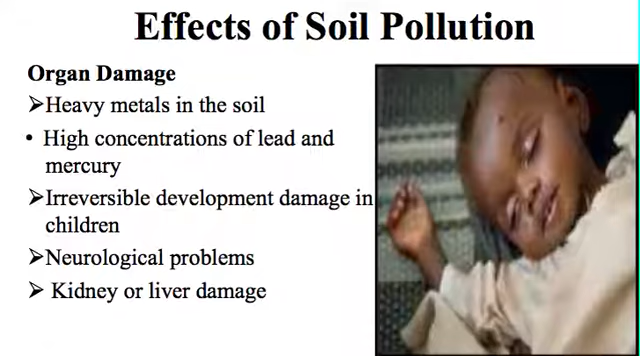 Effects of Soil Pollution
Organ Damage
➢Heavy metals in the soil
• High concentrations of lead and
mercury
➢Irreversible development damage in
children
➢Neurological problems
➢ Kidney or liver damage